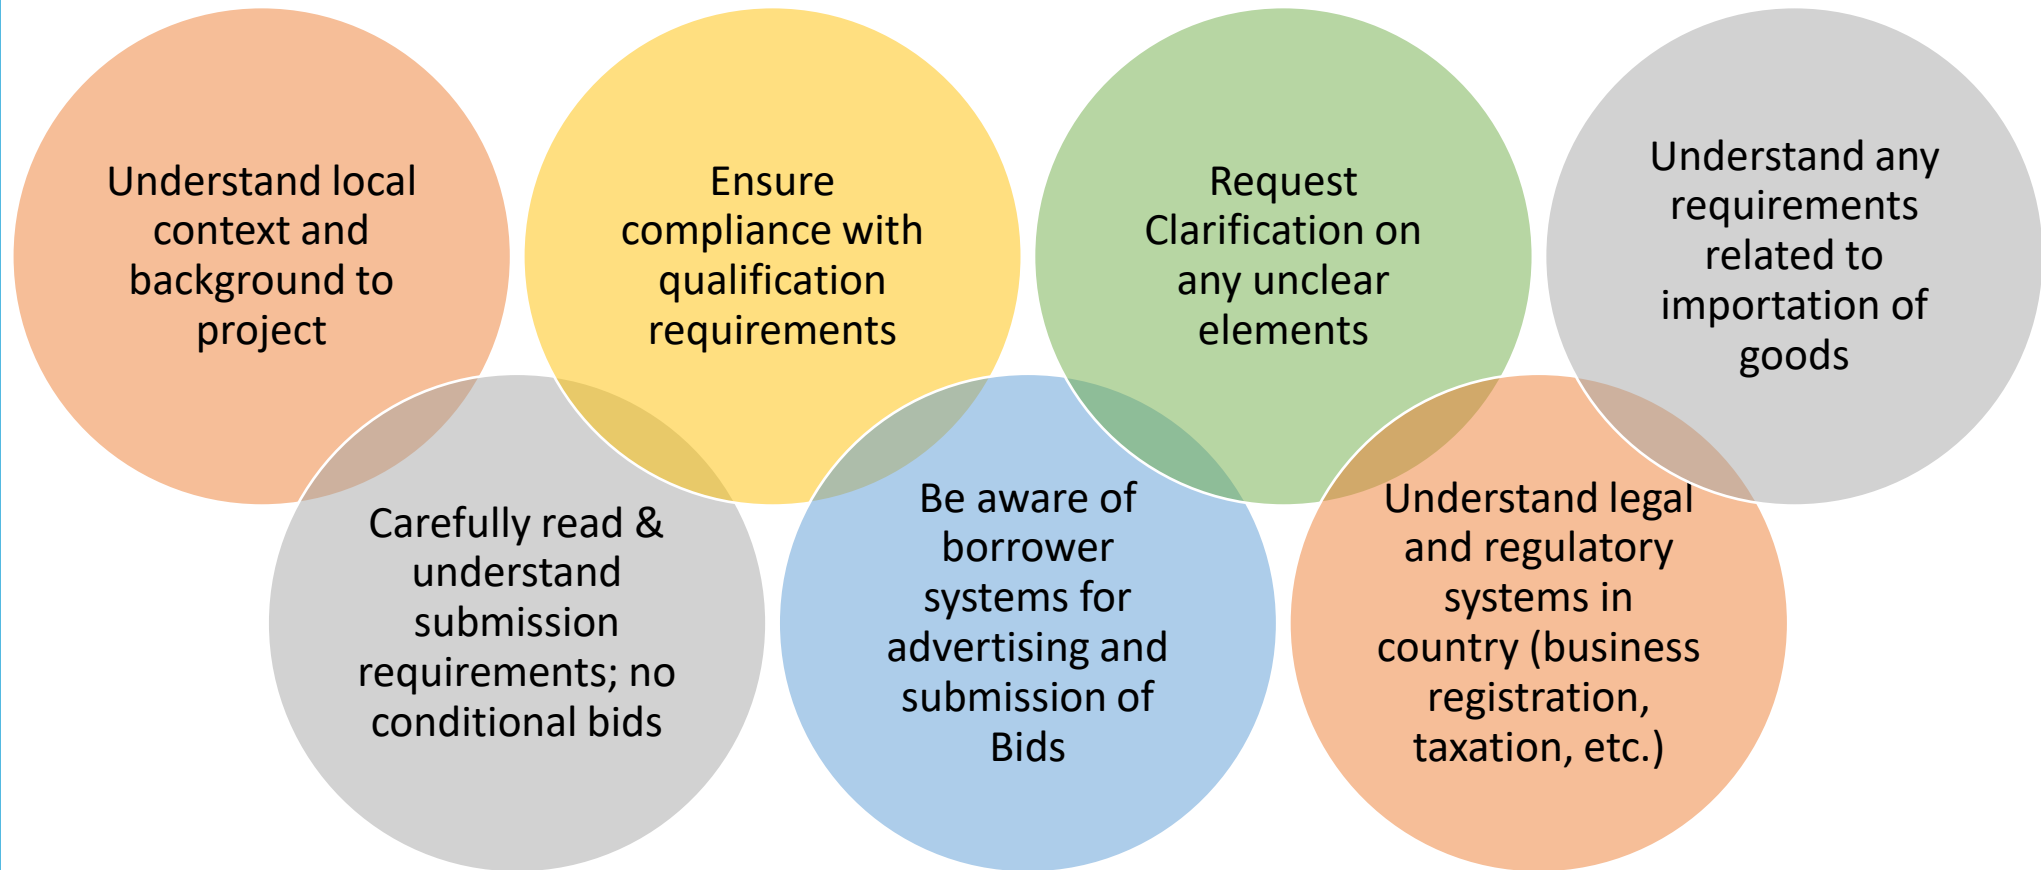 Understand local
context and
background to
project
Carefully read &
understand
submission
requirements; no
conditional bids
Ensure
compliance with
qualification
requirements
Be aware of
borrower
systems for
advertising and
submission of
Bids
Request
Clarification on
any unclear
elements
Understand legal
and regulatory
systems in
country (business
registration,
taxation, etc.)
Understand any
requirements
related to
importation of
goods